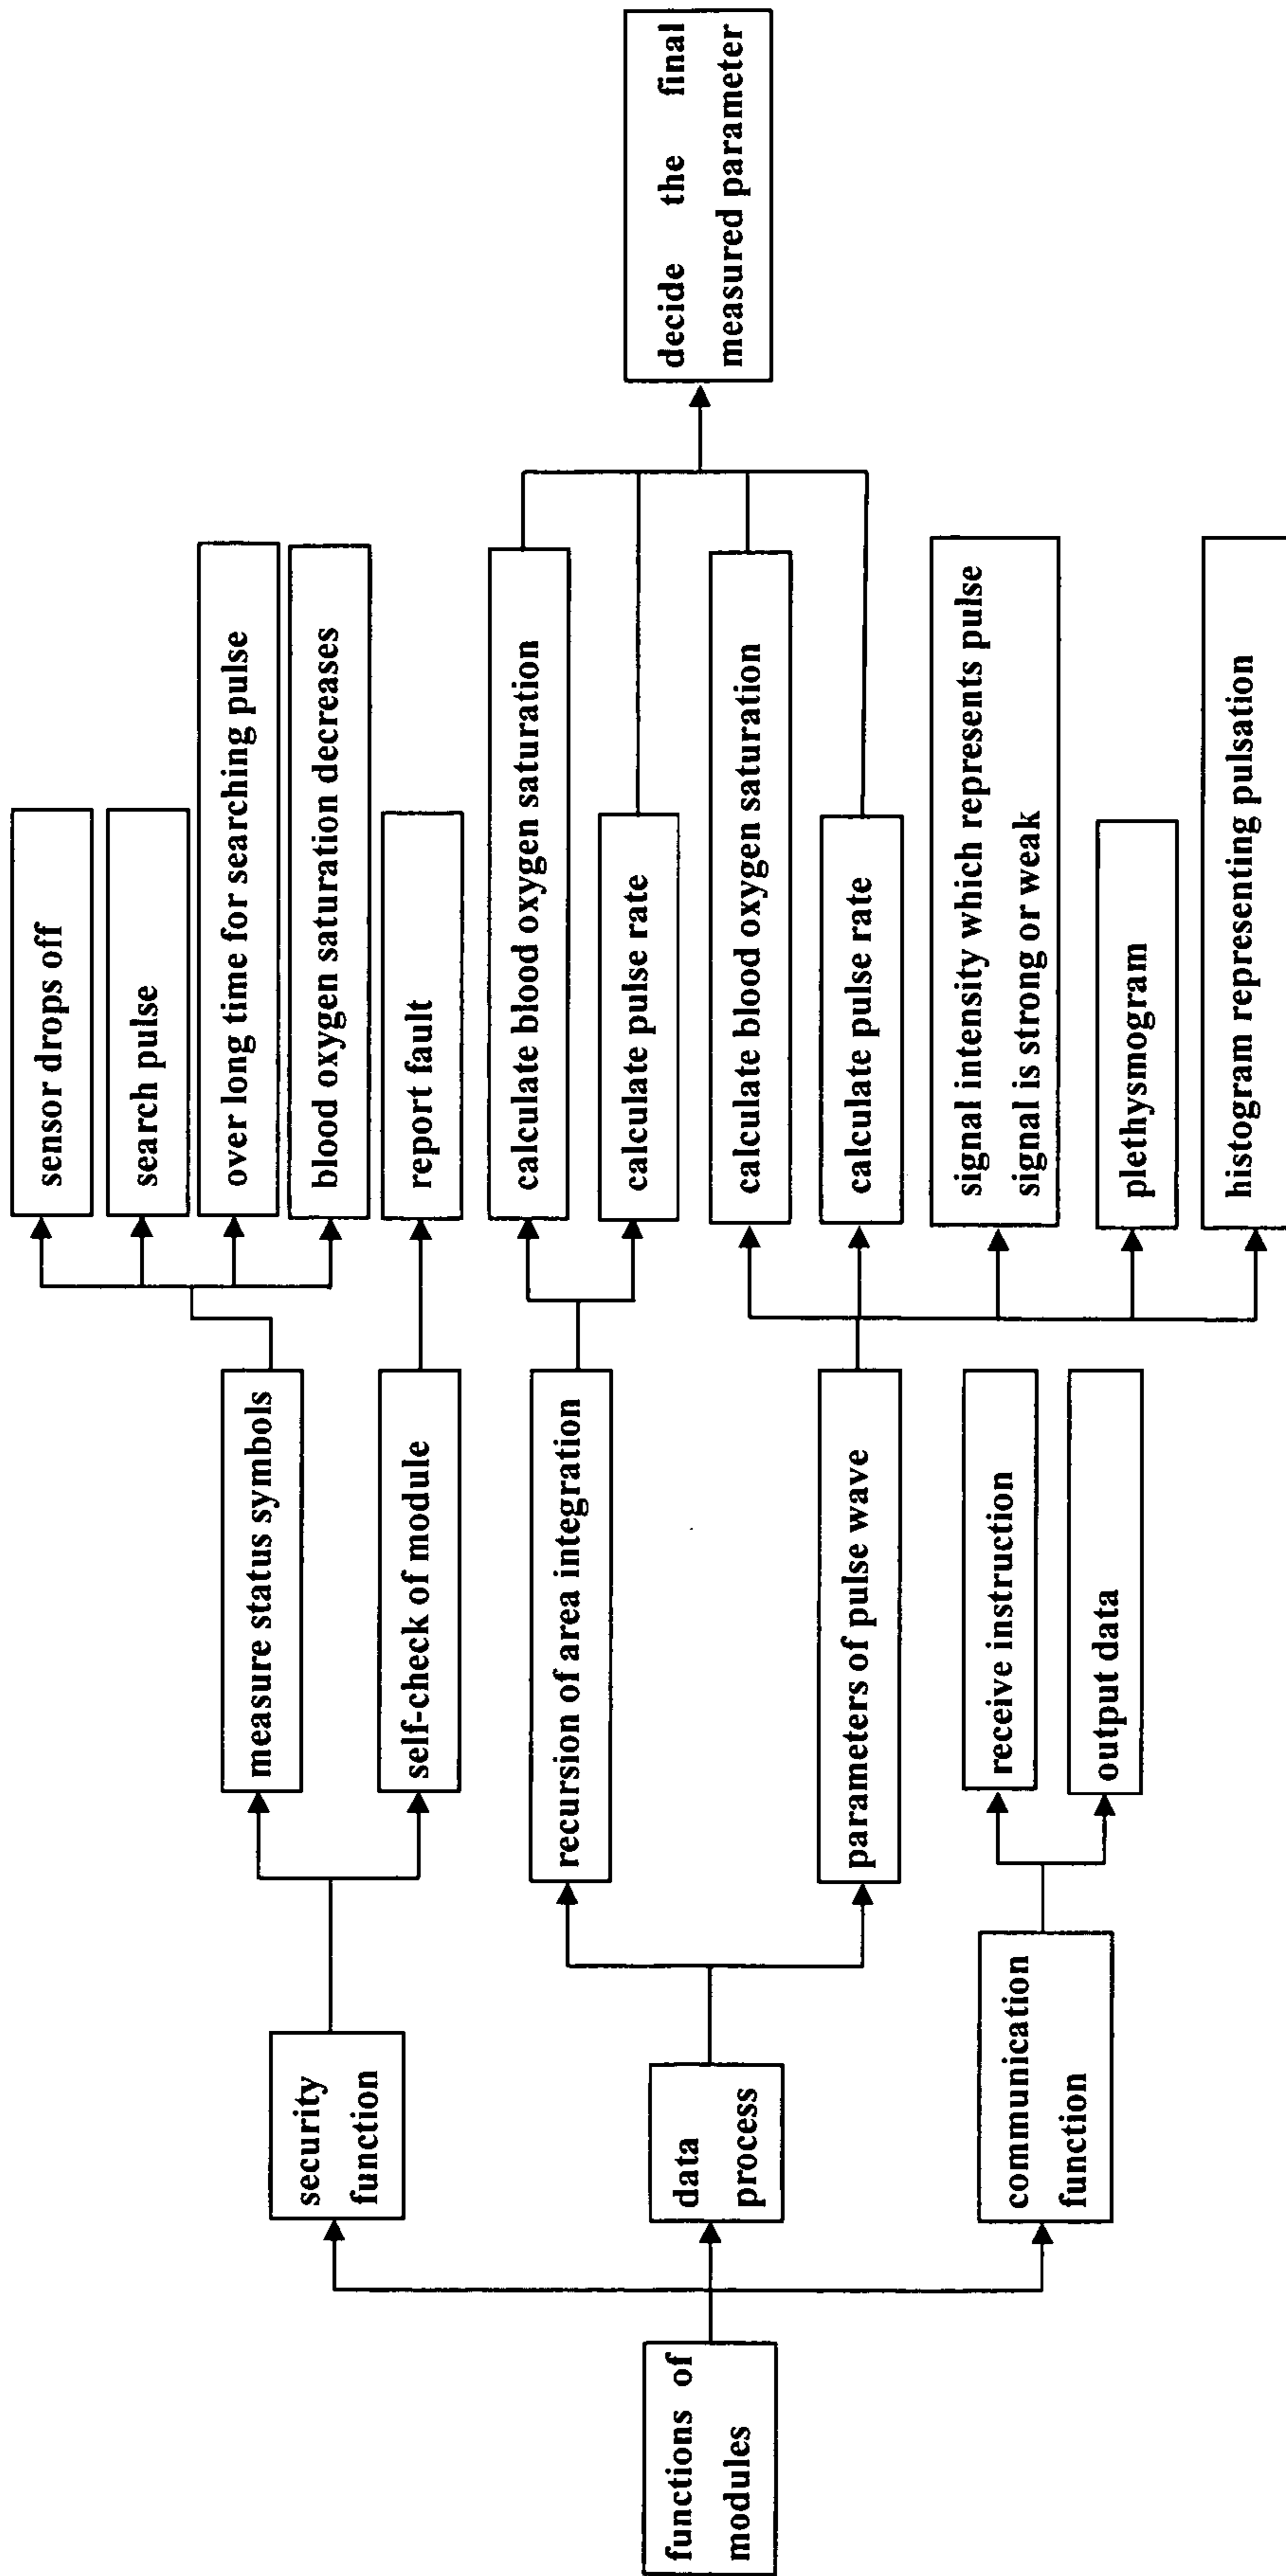 functions of
modules
security
function
data
process
communication
function
measure status symbols
self-check of module
recursion of area integration
parameters of pulse wave
receive instruction
output data
sensor drops off
search pulse
over long time for searching pulse
blood oxygen saturation decreases
report fault
calculate blood oxygen saturation
calculate pulse rate
calculate blood oxygen saturation
calculate pulse rate
signal intensity which represents pulse
signal is strong or weak
plethysmogram
histogram representing pulsation
decide the final
measured parameter